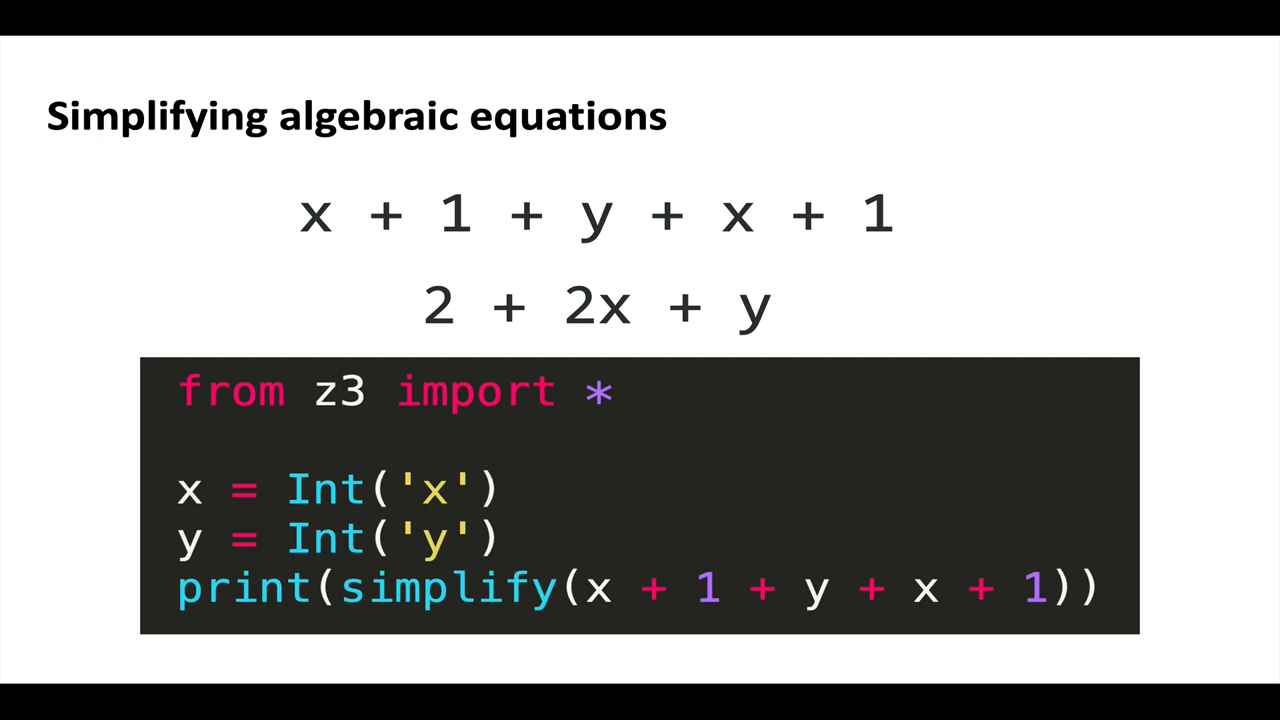 Simplifying algebraic equations
x + 1 + y + x + 1
2 + 2x + y
from z3 import *
x = Int('x')
y = Int('y')
print(simplify(x + 1 + y + x + 1))